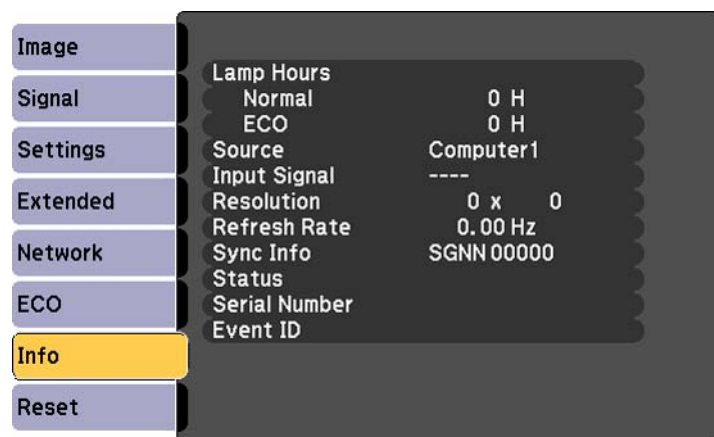 Image
Signal
Settings
Extended
Network
ECO
Info
Reset
Lamp Hours
Normal 0 H
ECO 0 H
Source Computer1
Input Signal ----
Resolution 0 x 0
Refresh Rate 0.00 Hz
Sync Info SGNN 00000
Status
Serial Number
Event ID